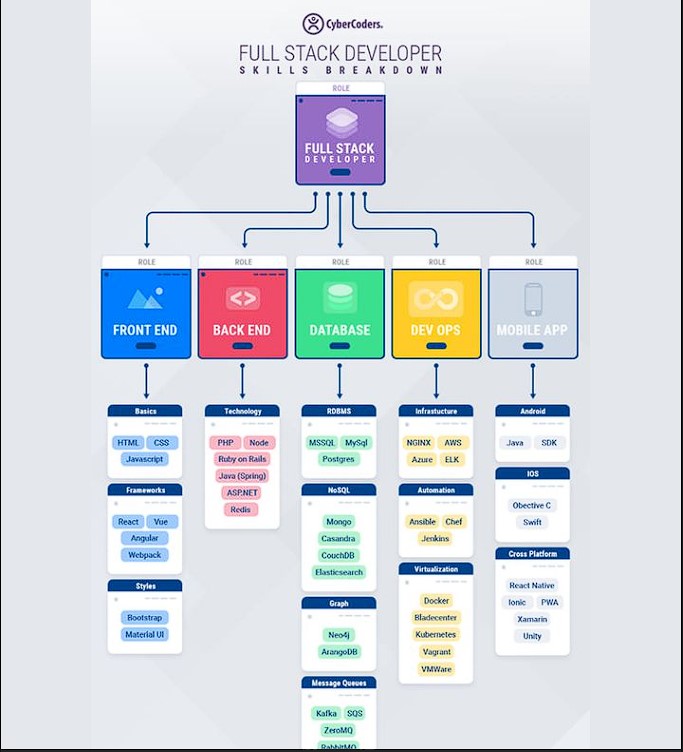 CyberCoders.
FULL STACK DEVELOPER
SKILLS BREAKDOWN
ROLE
FULL STACK
DEVELOPER
ROLE
FRONT END
ROLE
BACK END
ROLE
DATABASE
ROLE
DEV OPS
ROLE
MOBILE APP
Basics
HTML CSS
Javascript
Frameworks
React Vue
Angular
Webpack
Styles
Bootstrap
Material UI
Technology
PHP Node
Ruby on Rails
Java (Spring)
ASP.NET
Redis
RDBMS
MSSQL MySql
Postgres
NoSQL
Mongo
Casandra
CouchDB
Elasticsearch
Graph
Neo4j
ArangoDB
Message Queues
Kafka SQS
ZeroMQ
RabbitMQ
Infrastucture
NGINX AWS
Azure ELK
Automation
Ansible Chef
Jenkins
Virtualization
Docker
Bladecenter
Kubernetes
Vagrant
VMWare
Android
Java SDK
IOS
Obective C
Swift
Cross Platform
React Native
Ionic PWA
Xamarin
Unity